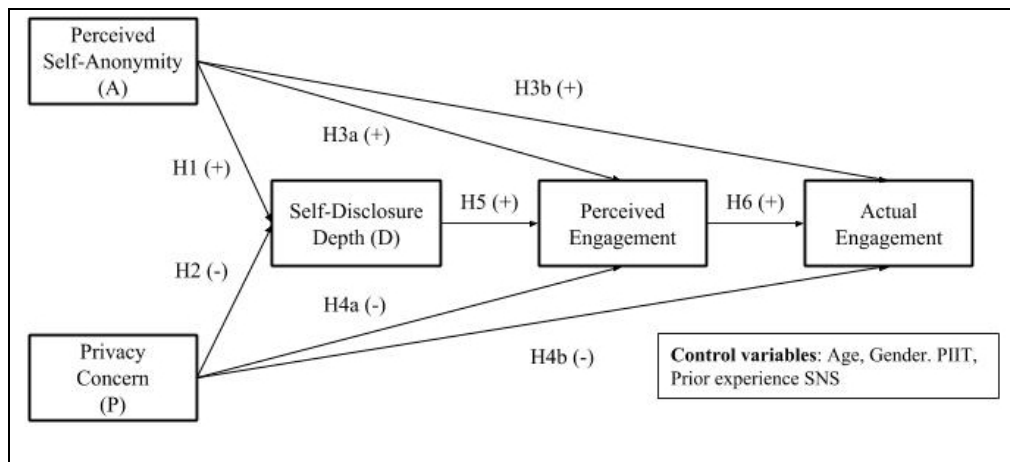 Perceived
Self-Anonymity
(A)
H3b (+)
H3a (+)
H1 (+)
Self-Disclosure
Depth (D)
H5 (+)
Perceived
Engagement
H6 (+)
Actual
Engagement
H2 (-)
H4a (-)
H4b (-)
Privacy
Concern
(P)
Control variables: Age, Gender. PIIT,
Prior experience SNS